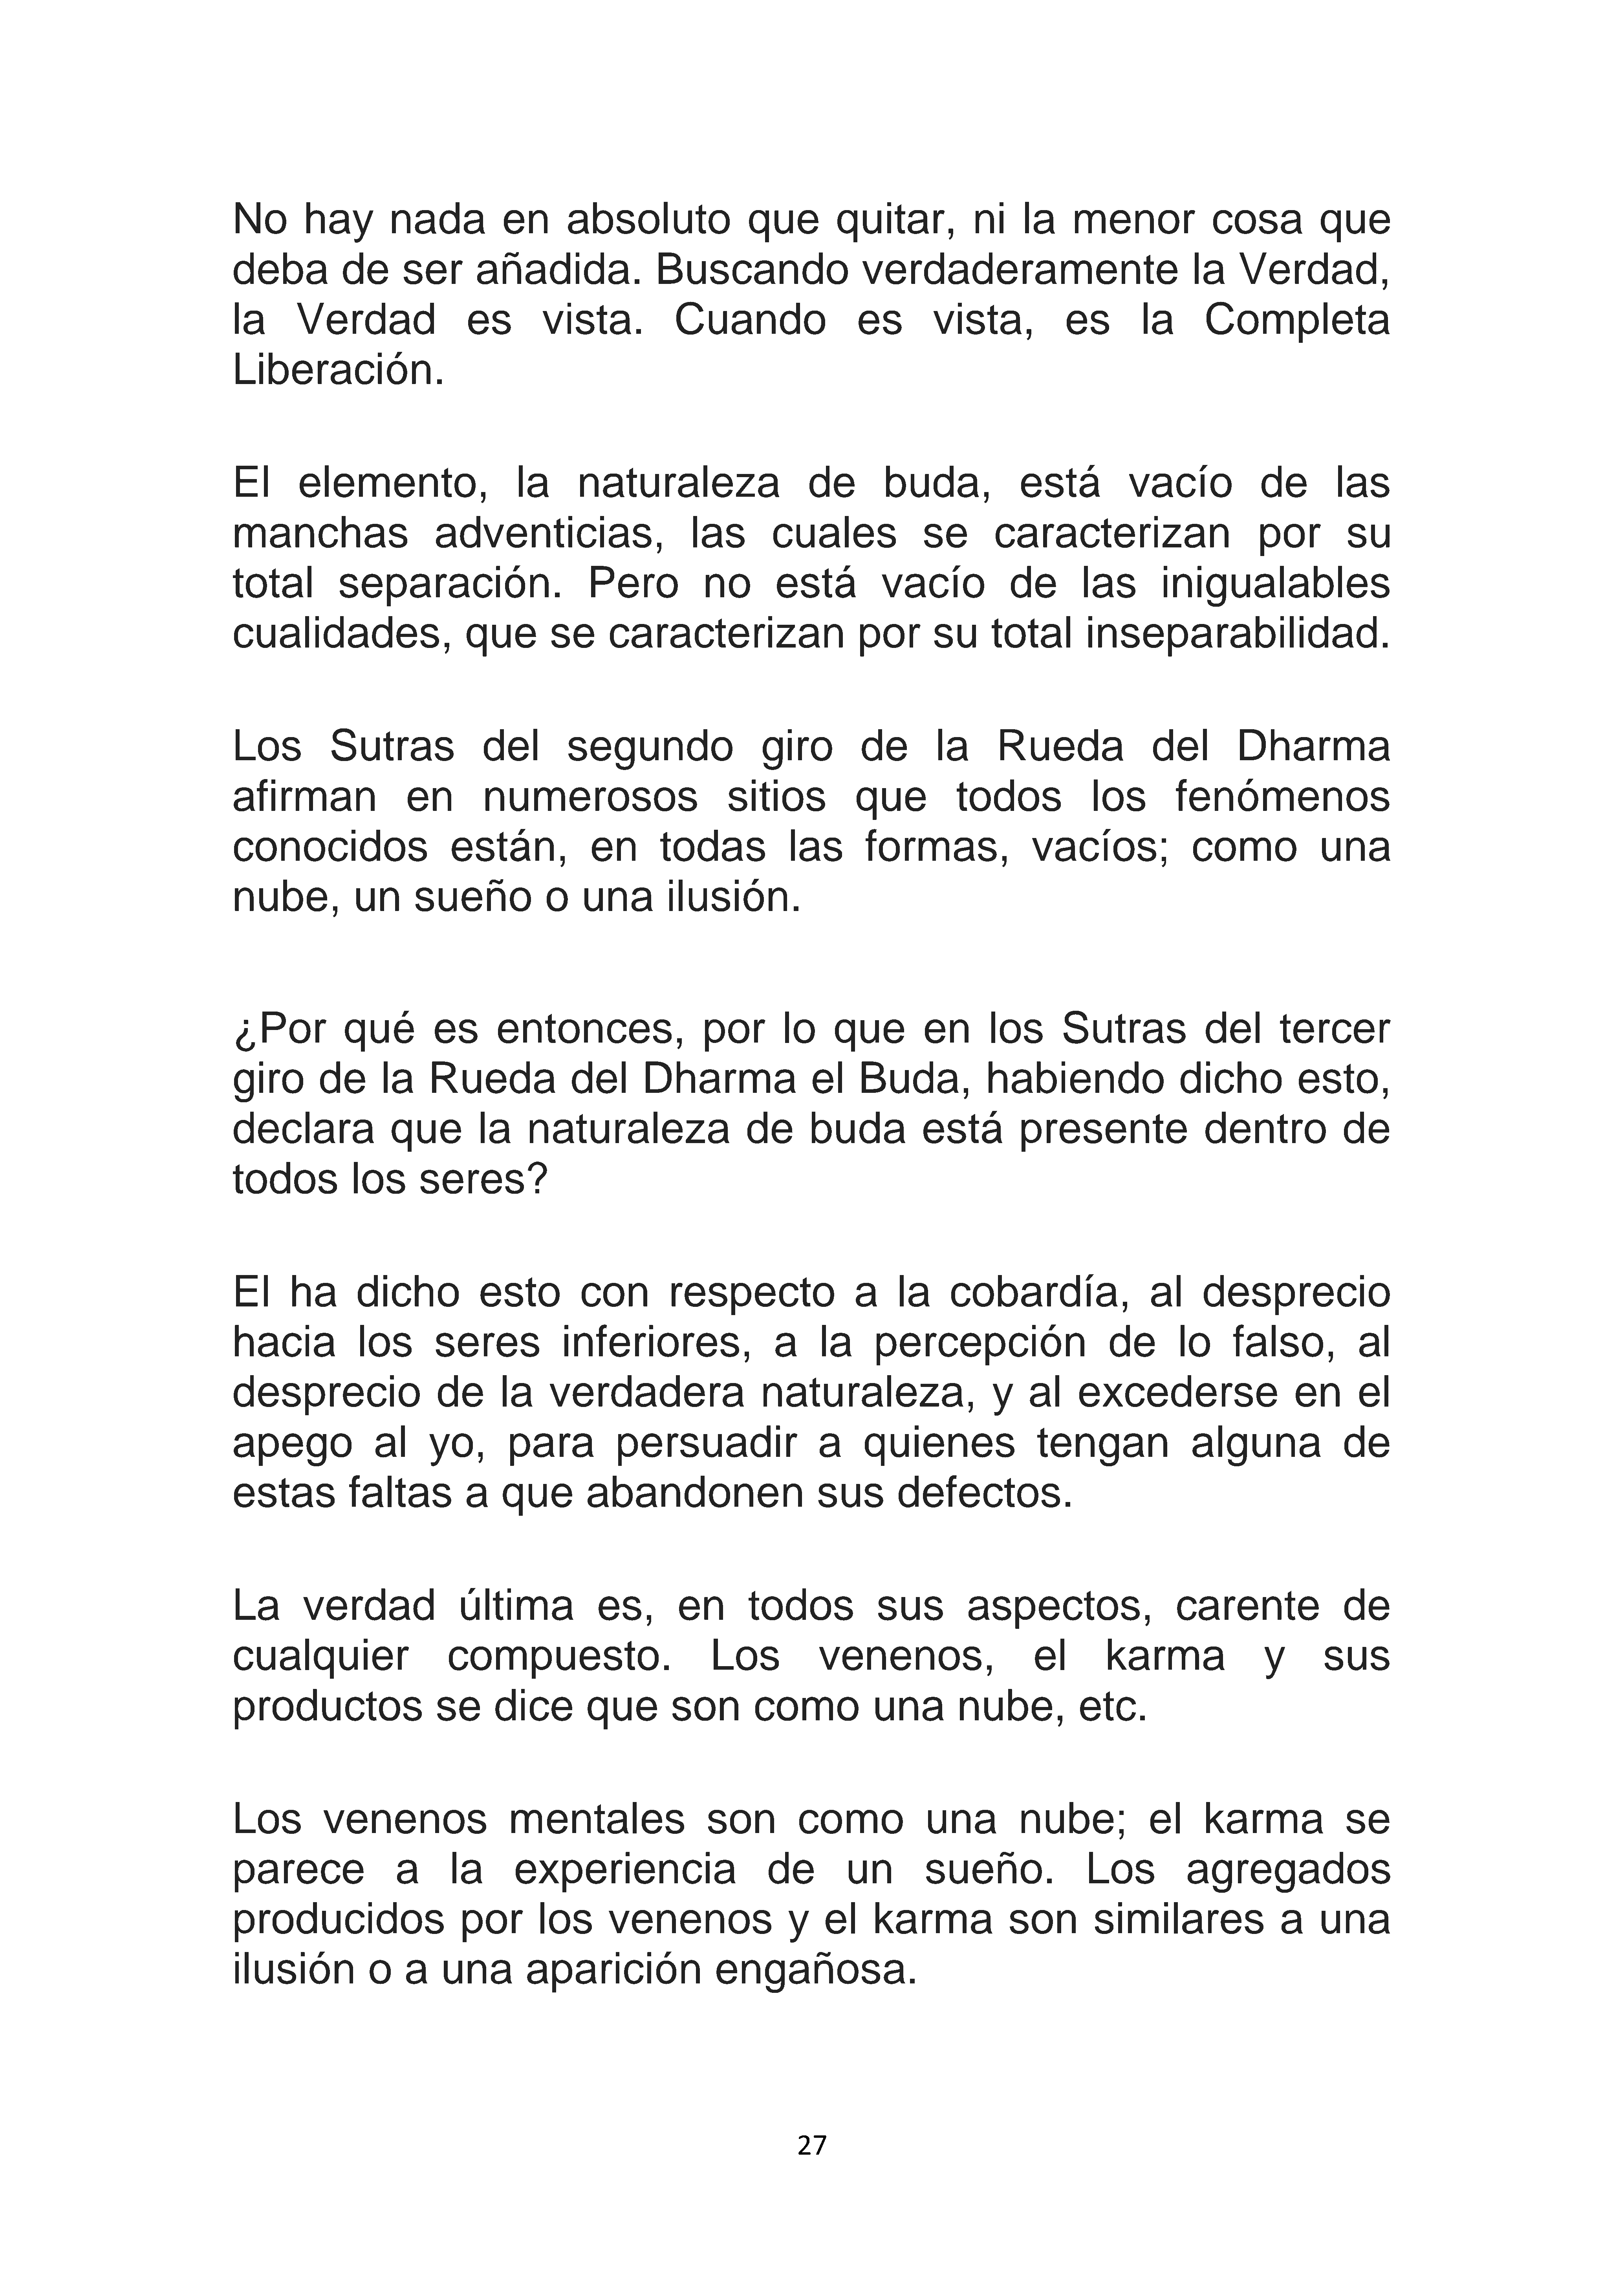 No hay nada en absoluto que quitar, ni la menor cosa que
deba de ser añadida. Buscando verdaderamente la Verdad,
la Verdad es vista. Cuando es vista, es la Completa
Liberación.
El elemento, la naturaleza de buda, está vacío de las
manchas adventicias, las cuales se caracterizan por su
total separación. Pero no está vacío de las inigualables
cualidades, que se caracterizan por su total inseparabilidad.
Los Sutras del segundo giro de la Rueda del Dharma
afirman en numerosos sitios que todos los fenómenos
conocidos están, en todas las formas, vacíos; como una
nube, un sueño o una ilusión.
¿Por qué es entonces, por lo que en los Sutras del tercer
giro de la Rueda del Dharma el Buda, habiendo dicho esto,
declara que la naturaleza de buda está presente dentro de
todos los seres?
El ha dicho esto con respecto a la cobardía, al desprecio
hacia los seres inferiores, a la percepción de lo falso, al
desprecio de la verdadera naturaleza, y al excederse en el
apego al yo, para persuadir a quienes tengan alguna de
estas faltas a que abandonen sus defectos.
La verdad última es, en todos sus aspectos, carente de
cualquier compuesto. Los venenos, el karma y sus
productos se dice que son como una nube, etc.
Los venenos mentales son como una nube; el karma se
parece a la experiencia de un sueño. Los agregados
producidos por los venenos y el karma son similares a una
ilusión o a una aparición engañosa.
27